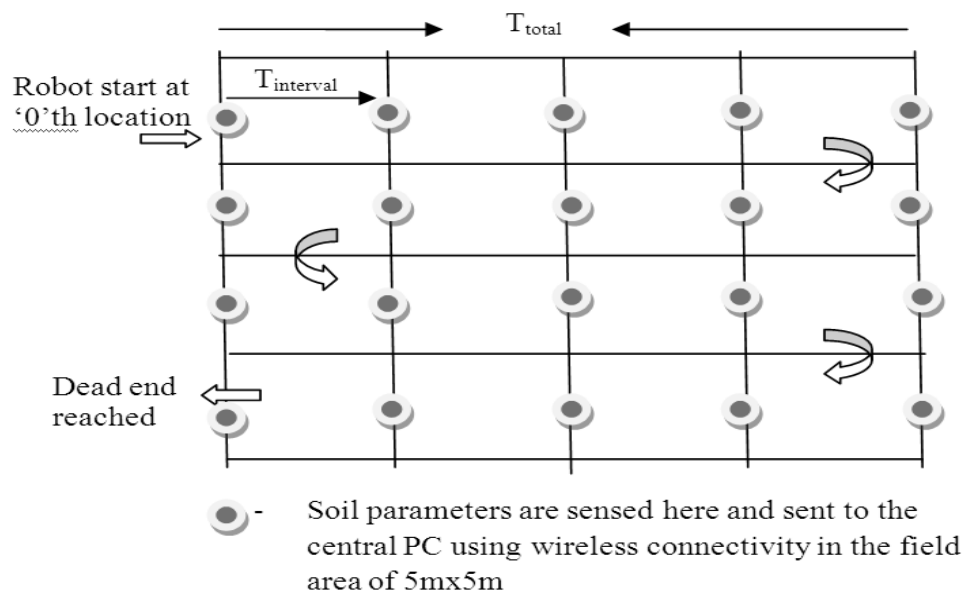 T_total
Robot start at
'0'th location
T_interval
Dead end
reached
- Soil parameters are sensed here and sent to the
central PC using wireless connectivity in the field
area of 5mx5m